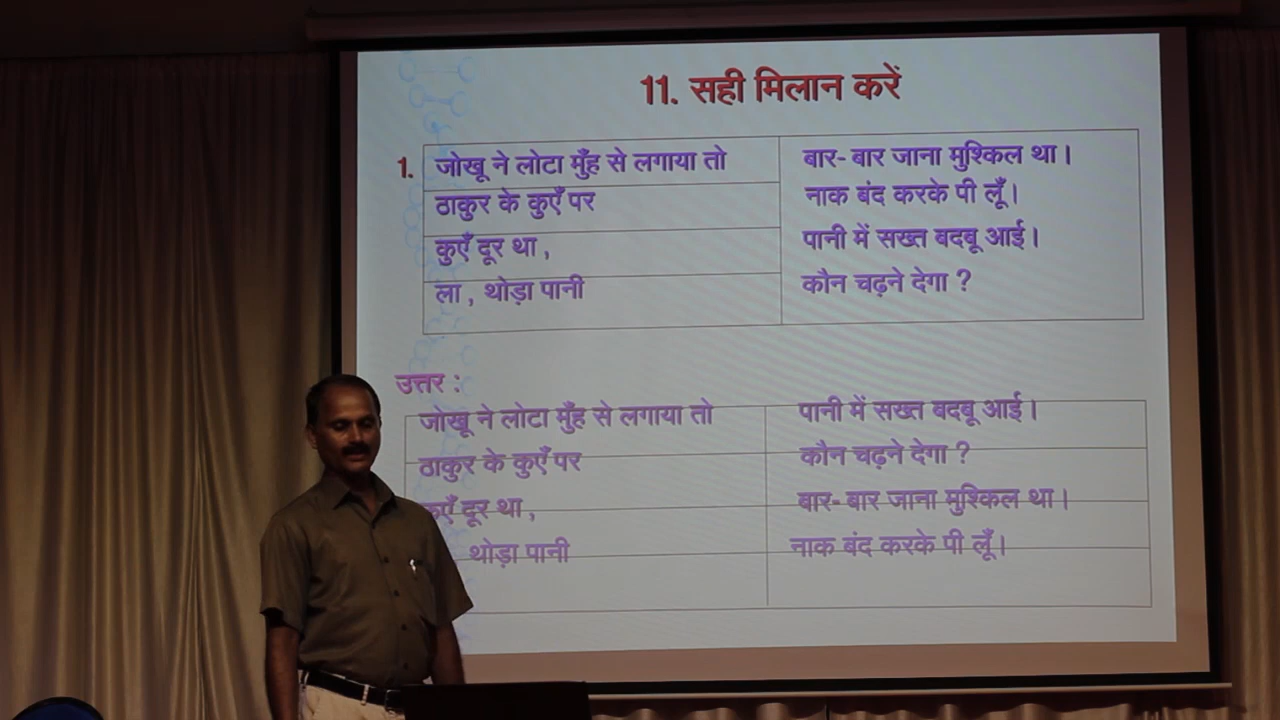 11. सही मिलान करें
1. जोखू ने लोटा मुँह से लगाया तो बार- बार जाना मुश्किल था।
ठाकुर के कुएँ पर नाक बंद करके पी लूँ।
कुएँ दूर था , पानी में सख्त बदबू आई।
ला , थोड़ा पानी कौन चढ़ने देगा ?
उत्तर :
जोखू ने लोटा मुँह से लगाया तो पानी में सख्त बदबू आई।
ठाकुर के कुएँ पर कौन चढ़ने देगा ?
कुएँ दूर था , बार- बार जाना मुश्किल था।
थोड़ा पानी नाक बंद करके पी लूँ।